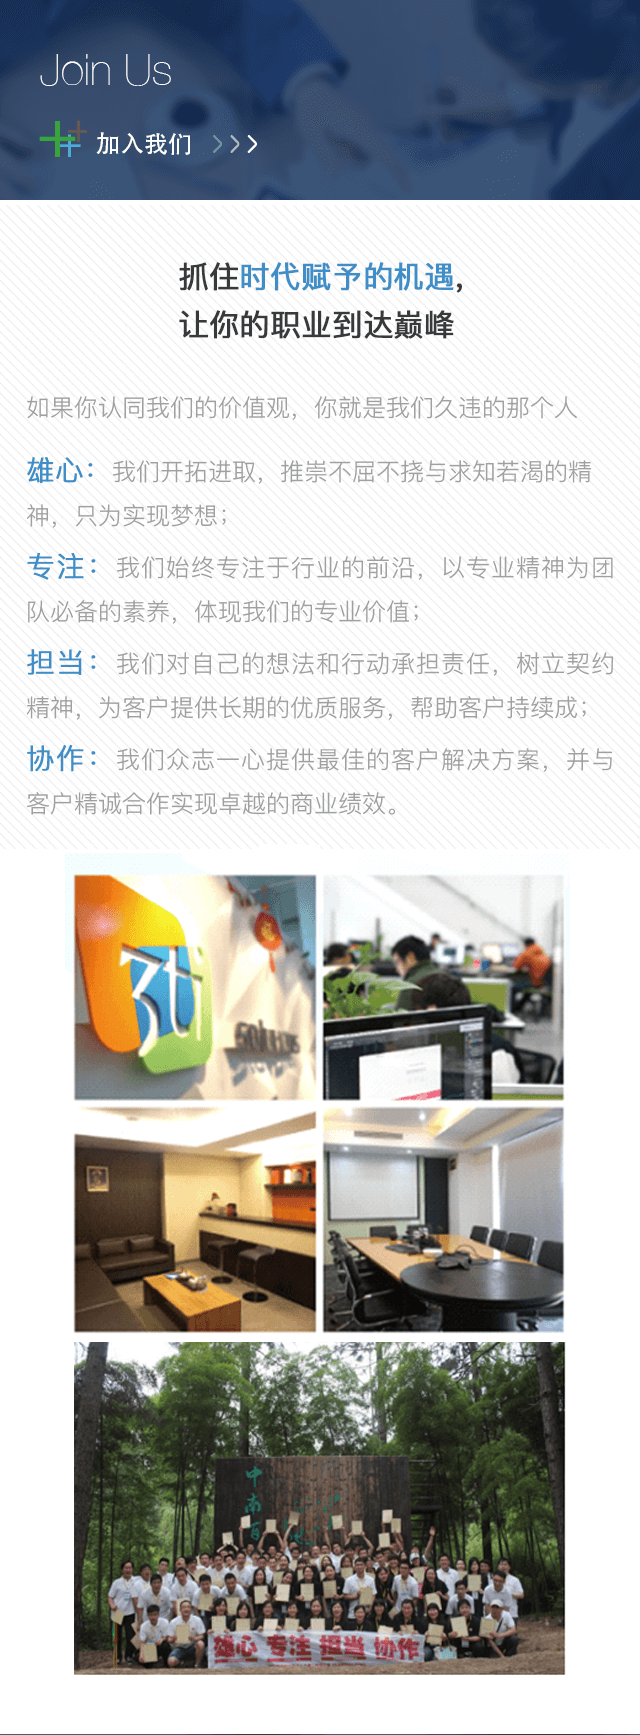 Join Us
加入我们
抓住时代赋予的机遇，
让你的职业到达巅峰
如果你认同我们的价值观，你就是我们久违的那个人
雄心：我们开拓进取，推崇不屈不挠与求知若渴的精
神，只为实现梦想；
专注：我们始终专注于行业的前沿，以专业精神为团
队必备的素养，体现我们的专业价值；
担当：我们对自己的想法和行动承担责任，树立契约
精神，为客户提供长期的优质服务，帮助客户持续成；
协作：我们众志一心提供最佳的客户解决方案，并与
客户精诚合作实现卓越的商业绩效。
3ti
solutions
中南百
雄心 专注 担当 协作